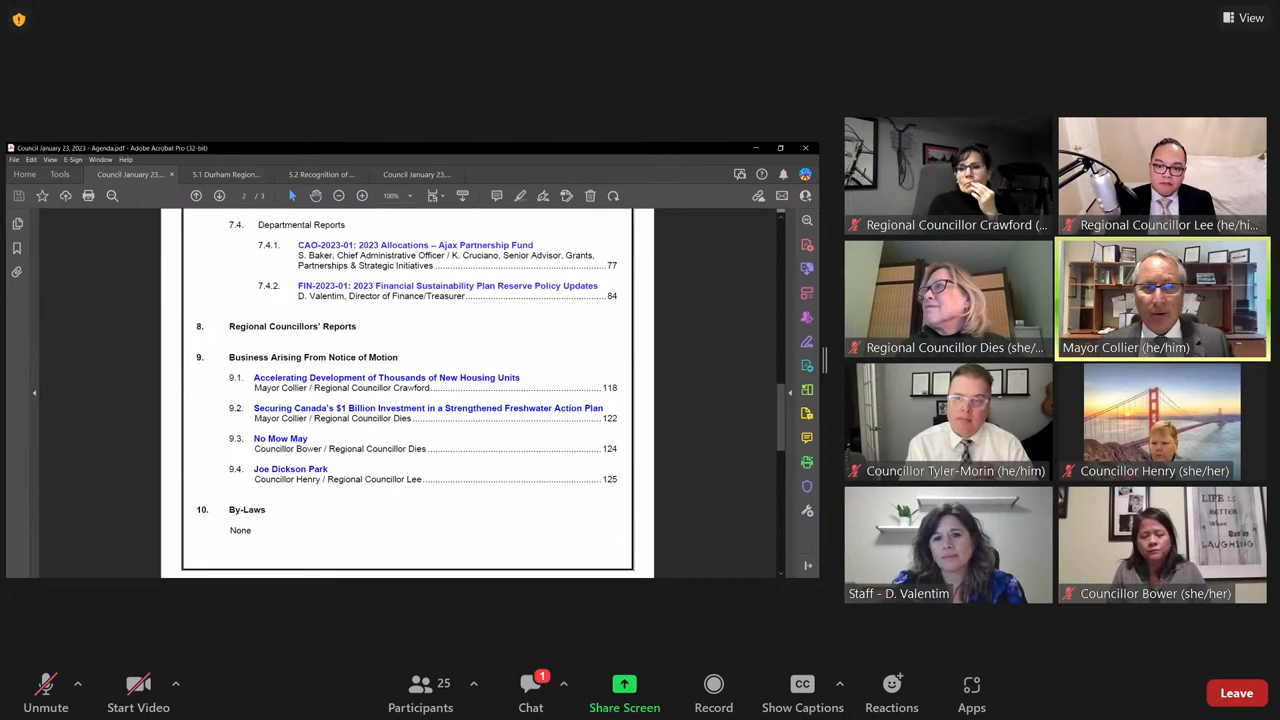 View
Council January 23, 2023 - Agenda.pdf - Adobe Acrobat Pro (32-bit)
File Edit View E-Sign Window Help
Home Tools Council January 23,... × 5.1 Durham Region... 5.2 Recognition of ... Council January 23,...
2 / 3 100%
7.4. Departmental Reports
7.4.1. CAO-2023-01: 2023 Allocations – Ajax Partnership Fund
S. Baker, Chief Administrative Officer / K. Cruciano, Senior Advisor, Grants,
Partnerships & Strategic Initiatives ... 77
7.4.2. FIN-2023-01: 2023 Financial Sustainability Plan Reserve Policy Updates
D. Valentim, Director of Finance/Treasurer ... 84
8. Regional Councillors' Reports
9. Business Arising From Notice of Motion
9.1. Accelerating Development of Thousands of New Housing Units
Mayor Collier / Regional Councillor Crawford ... 118
9.2. Securing Canada's $1 Billion Investment in a Strengthened Freshwater Action Plan
Mayor Collier / Regional Councillor Dies ... 122
9.3. No Mow May
Councillor Bower / Regional Councillor Dies ... 124
9.4. Joe Dickson Park
Councillor Henry / Regional Councillor Lee ... 125
10. By-Laws
None
Regional Councillor Crawford (...
Regional Councillor Lee (he/hi...
Regional Councillor Dies (she/...
Mayor Collier (he/him)
Councillor Tyler-Morin (he/him)
Councillor Henry (she/her)
LIFE IS
BETTER
When
You're
LAUGHING
Staff - D. Valentim
Councillor Bower (she/her)
25
1
CC
Unmute
Start Video
Participants
Chat
Share Screen
Record
Show Captions
Reactions
Apps
Leave